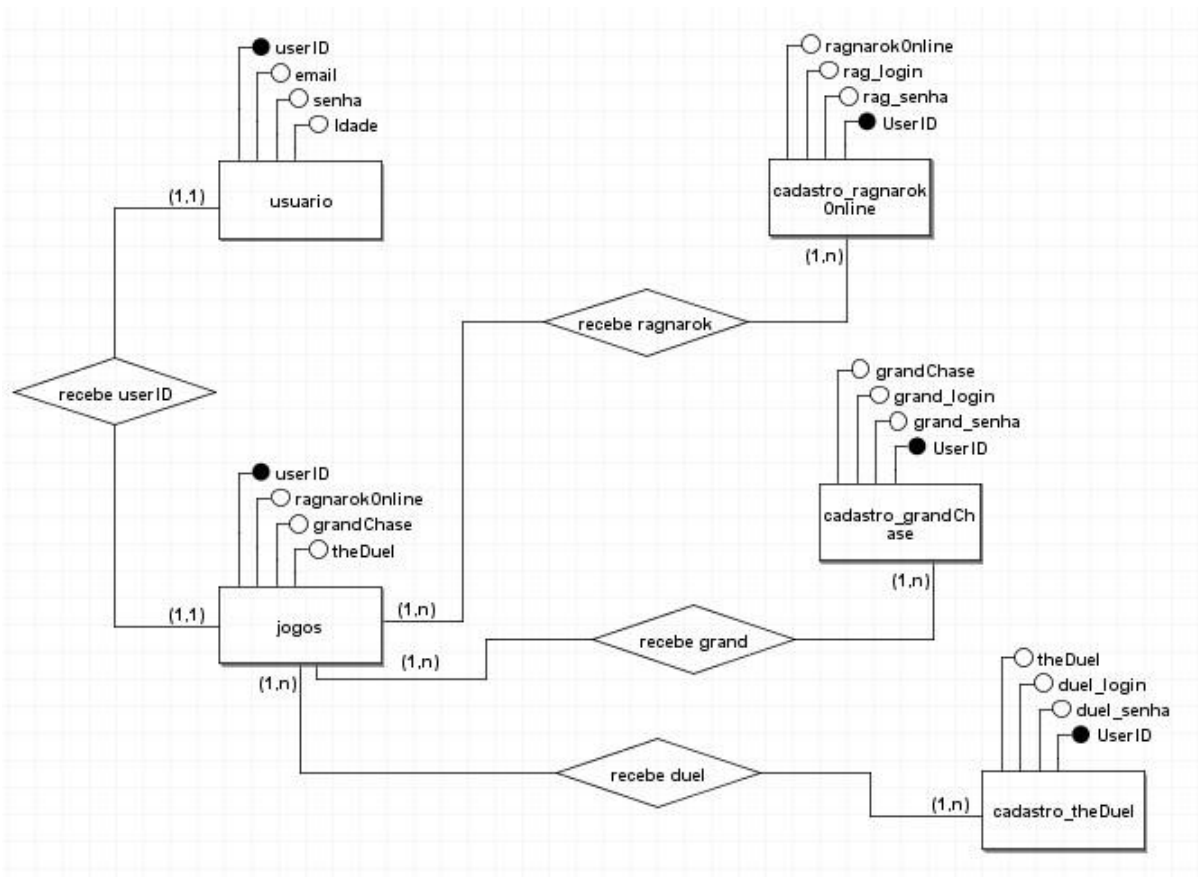 userID
email
senha
Idade
(1,1)
usuario
ragnarokOnline
rag_login
rag_senha
UserID
cadastro_ragnarok
Online
(1,n)
recebe ragnarok
recebe userID
grandChase
grand_login
grand_senha
UserID
cadastro_grandCh
ase
(1,n)
userID
ragnarokOnline
grandChase
theDuel
(1,1)
jogos
(1,n)
(1,n)
(1,n)
recebe grand
theDuel
duel_login
duel_senha
UserID
recebe duel
(1,n)
cadastro_theDuel